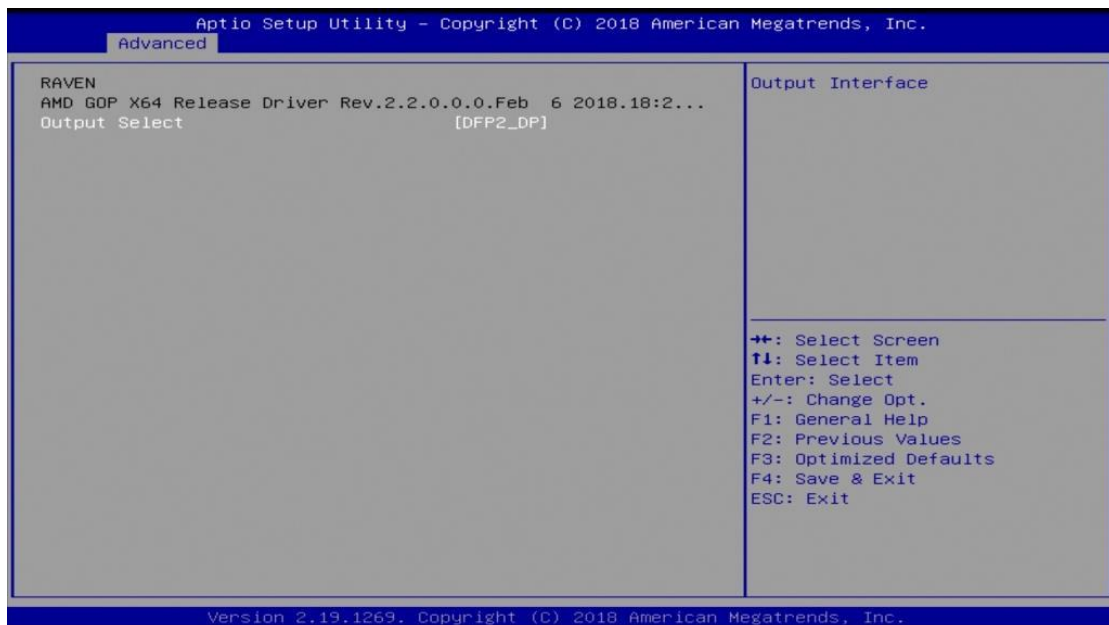 Aptio Setup Utility – Copyright (C) 2018 American Megatrends, Inc.
Advanced
RAVEN
AMD GOP X64 Release Driver Rev.2.2.0.0.0.Feb  6 2018.18:2...
Output Select [DFP2_DP]
Output Interface
→←: Select Screen
↑↓: Select Item
Enter: Select
+/-: Change Opt.
F1: General Help
F2: Previous Values
F3: Optimized Defaults
F4: Save & Exit
ESC: Exit
Version 2.19.1269. Copyright (C) 2018 American Megatrends, Inc.